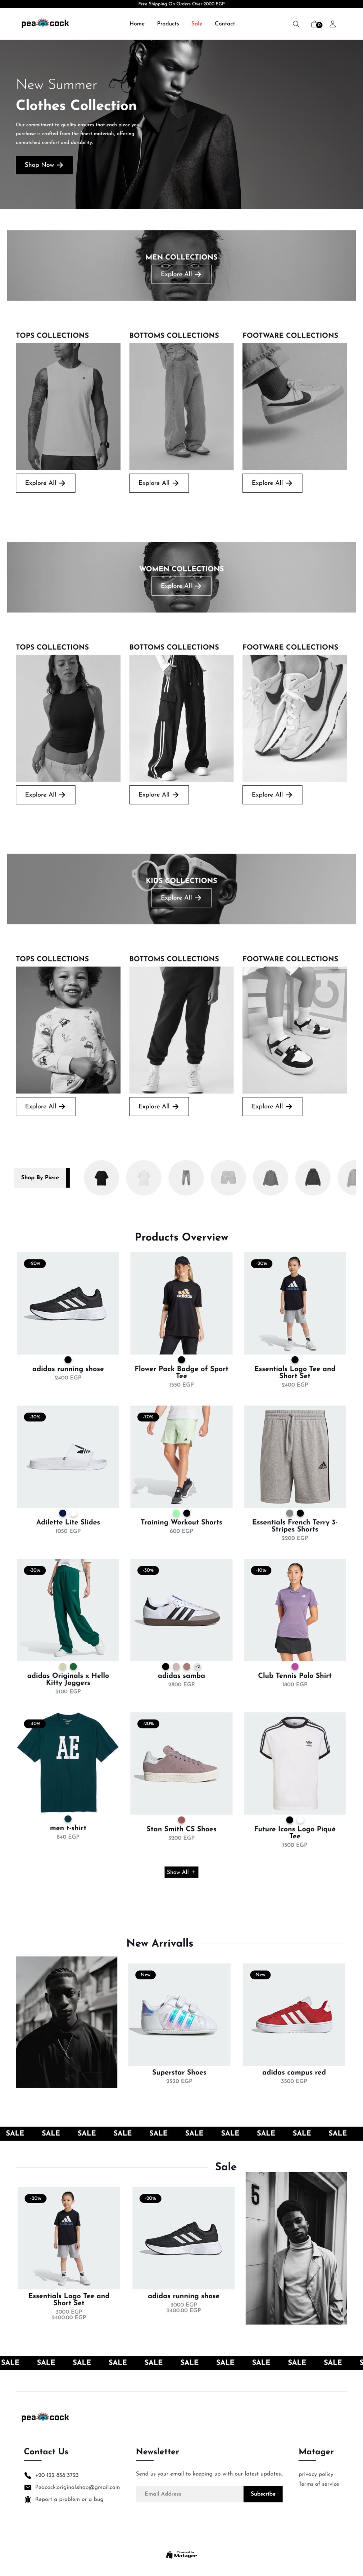 Free Shipping On Orders Over 2000 EGP
peacock
Home
Products
Sale
Contact
0
New Summer
Clothes Collection
Our commitment to quality ensures that each piece you
purchase is crafted from the finest materials, offering
unmatched comfort and durability.
Shop Now →
MEN COLLECTIONS
Explore All →
TOPS COLLECTIONS
BOTTOMS COLLECTIONS
FOOTWARE COLLECTIONS
Explore All →
Explore All →
Explore All →
WOMEN COLLECTIONS
Explore All →
TOPS COLLECTIONS
BOTTOMS COLLECTIONS
FOOTWARE COLLECTIONS
Explore All →
Explore All →
Explore All →
KIDS COLLECTIONS
Explore All →
TOPS COLLECTIONS
BOTTOMS COLLECTIONS
FOOTWARE COLLECTIONS
Explore All →
Explore All →
Explore All →
Shop By Piece
Products Overview
-20%
adidas running shose
2400 EGP
Flower Pack Badge of Sport
Tee
1350 EGP
-20%
Essentials Logo Tee and
Short Set
2400 EGP
-30%
Adilette Lite Slides
1050 EGP
-70%
Training Workout Shorts
600 EGP
Essentials French Terry 3-
Stripes Shorts
2200 EGP
-30%
adidas Originals x Hello
Kitty Joggers
2100 EGP
-30%
adidas samba
2800 EGP
-10%
Club Tennis Polo Shirt
1800 EGP
-40%
AE
men t-shirt
840 EGP
-20%
Stan Smith CS Shoes
3200 EGP
Future Icons Logo Piqué
Tee
1500 EGP
Show All +
New Arrivalls
New
Superstar Shoes
2220 EGP
New
adidas campus red
3500 EGP
SALE SALE SALE SALE SALE SALE SALE SALE SALE SALE
Sale
-20%
Essentials Logo Tee and
Short Set
3000 EGP
2400.00 EGP
-20%
adidas running shose
3000 EGP
2400.00 EGP
5
SALE SALE SALE SALE SALE SALE SALE SALE SALE SALE
peacock
Contact Us
+20 122 838 3723
Peacock.original.shop@gmail.com
Report a problem or a bug
Newsletter
Send us your email to keeping up with our latest updates.
Email Address
Subscribe
Matager
privacy policy
Terms of service
Powered by
Matager